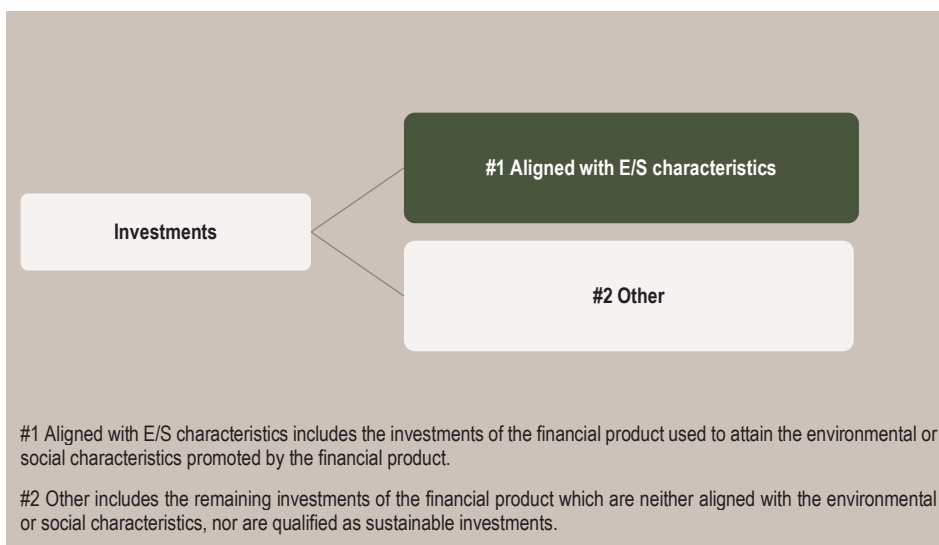 #1 Aligned with E/S characteristics
Investments
#2 Other
#1 Aligned with E/S characteristics includes the investments of the financial product used to attain the environmental or
social characteristics promoted by the financial product.
#2 Other includes the remaining investments of the financial product which are neither aligned with the environmental
or social characteristics, nor are qualified as sustainable investments.